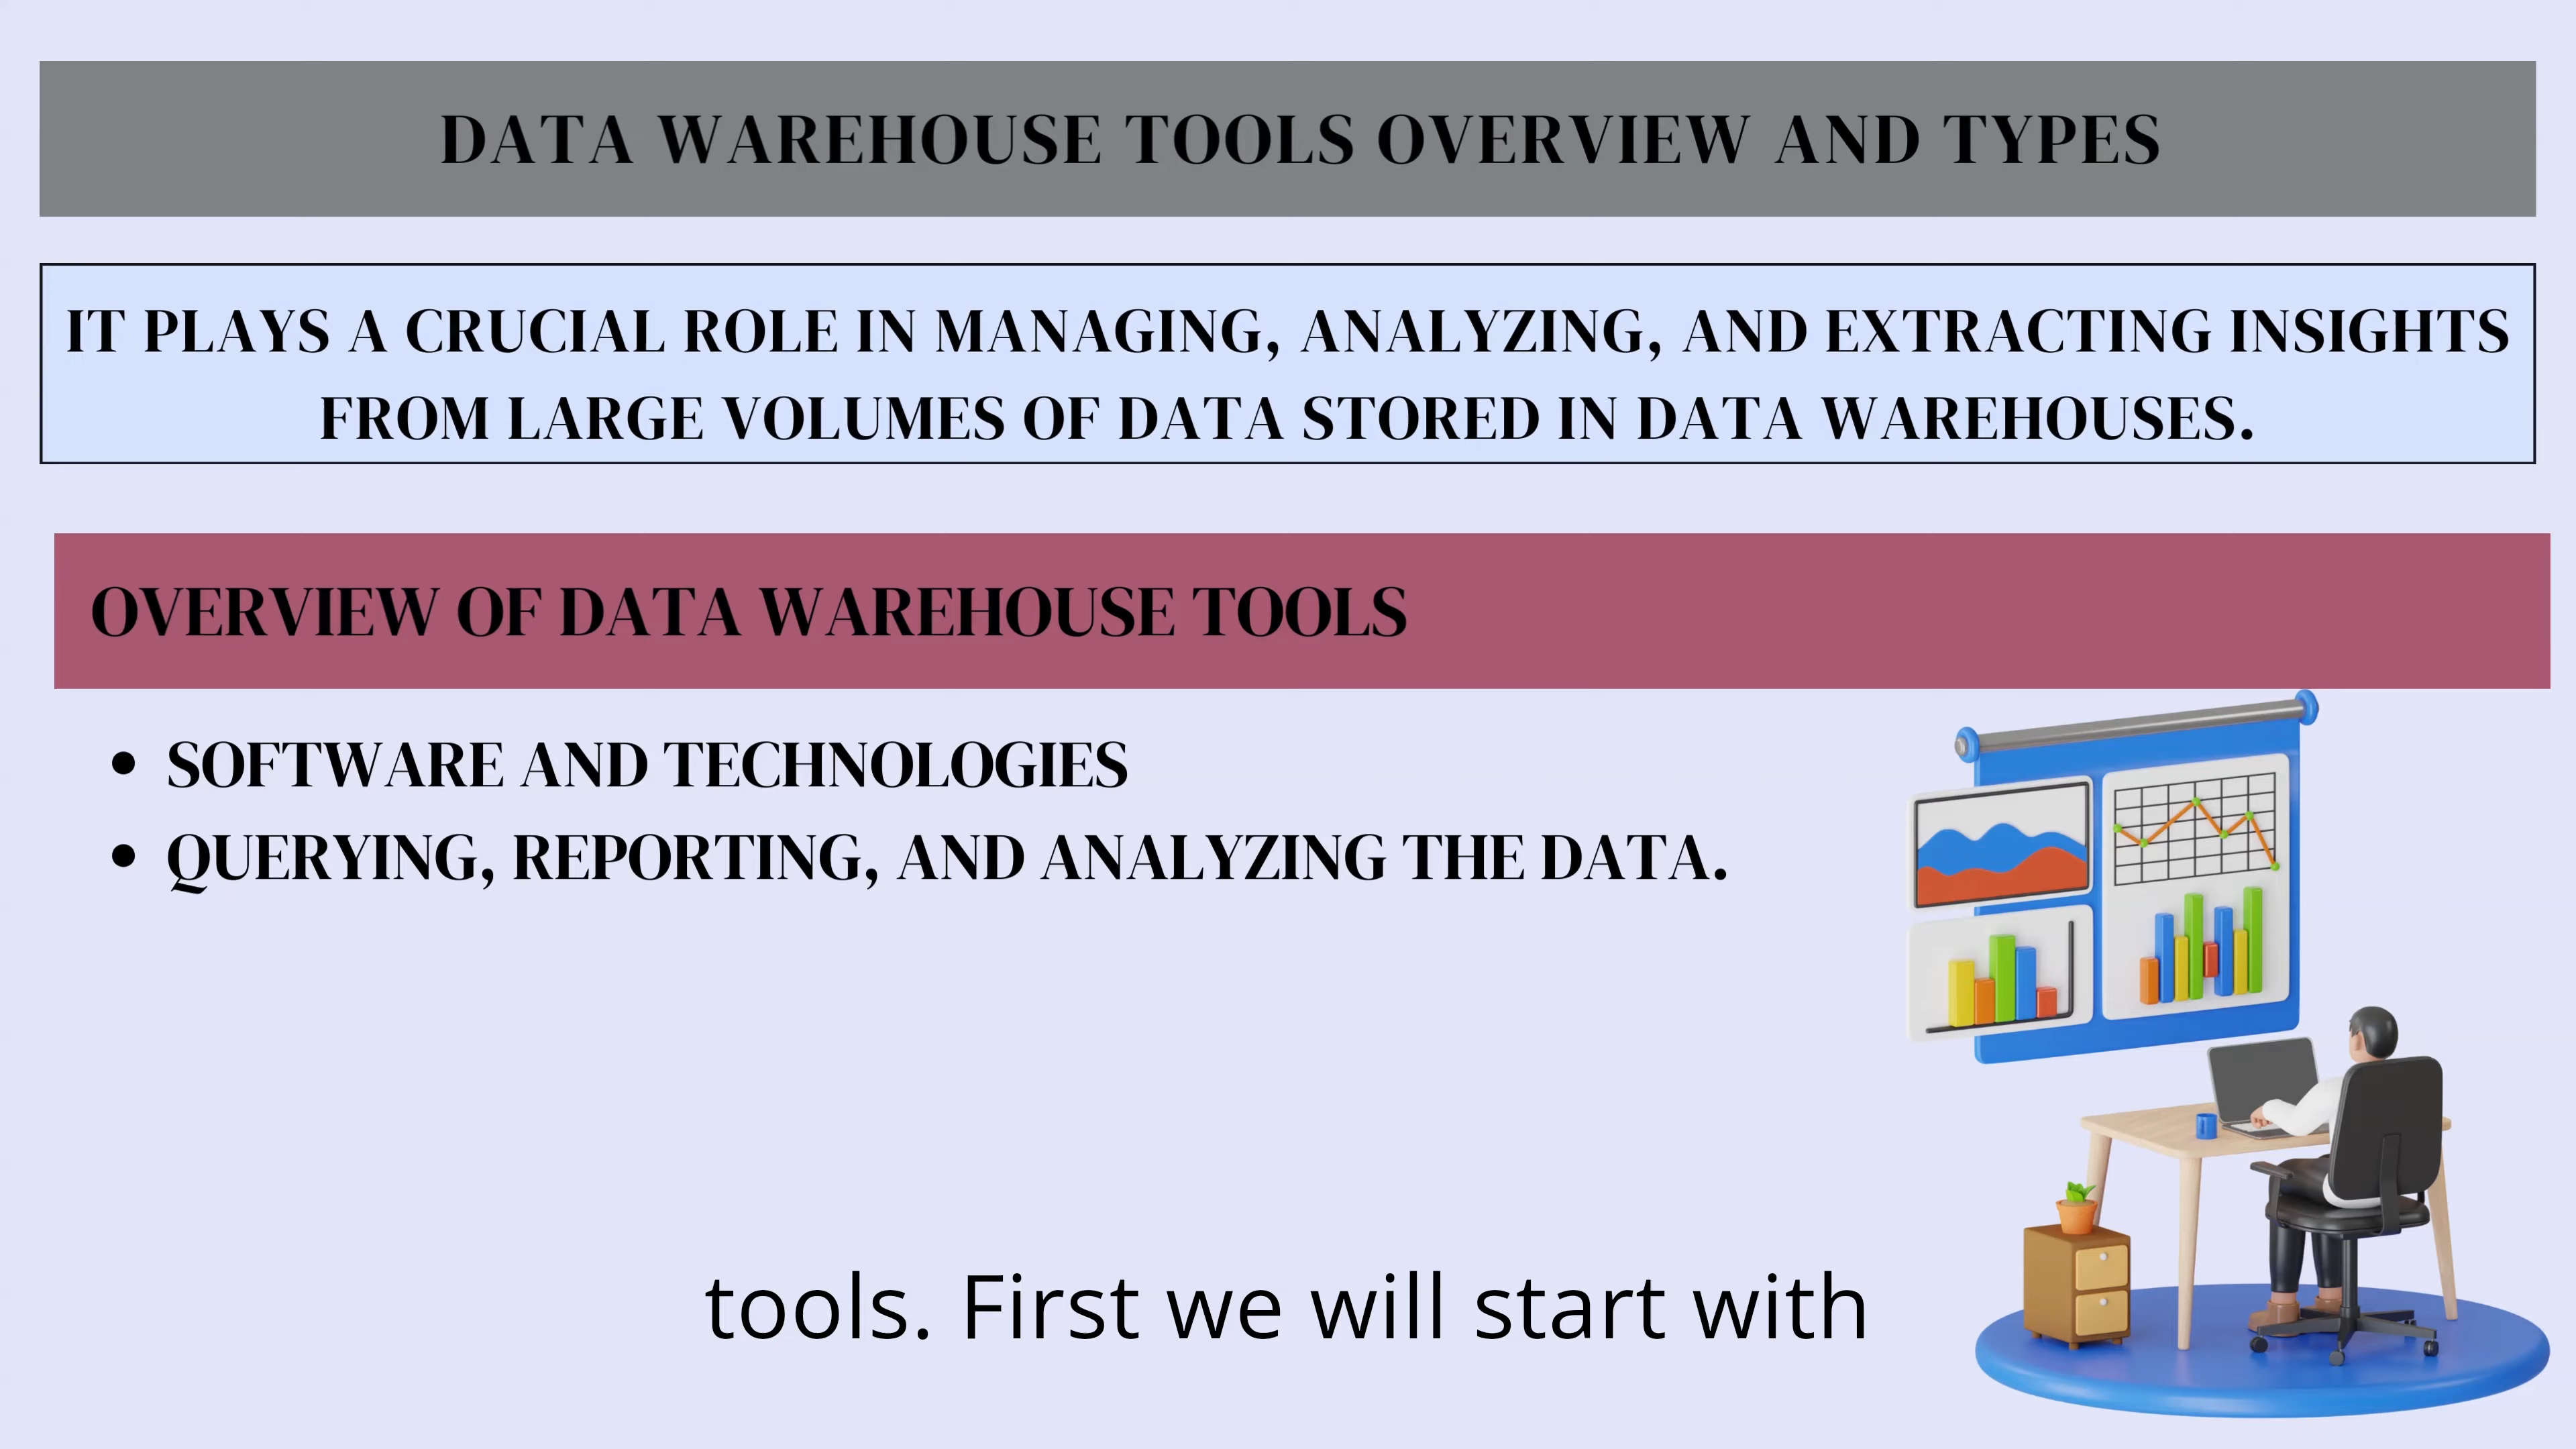 DATA WAREHOUSE TOOLS OVERVIEW AND TYPES
IT PLAYS A CRUCIAL ROLE IN MANAGING, ANALYZING, AND EXTRACTING INSIGHTS
FROM LARGE VOLUMES OF DATA STORED IN DATA WAREHOUSES.
OVERVIEW OF DATA WAREHOUSE TOOLS
• SOFTWARE AND TECHNOLOGIES
• QUERYING, REPORTING, AND ANALYZING THE DATA.
tools. First we will start with